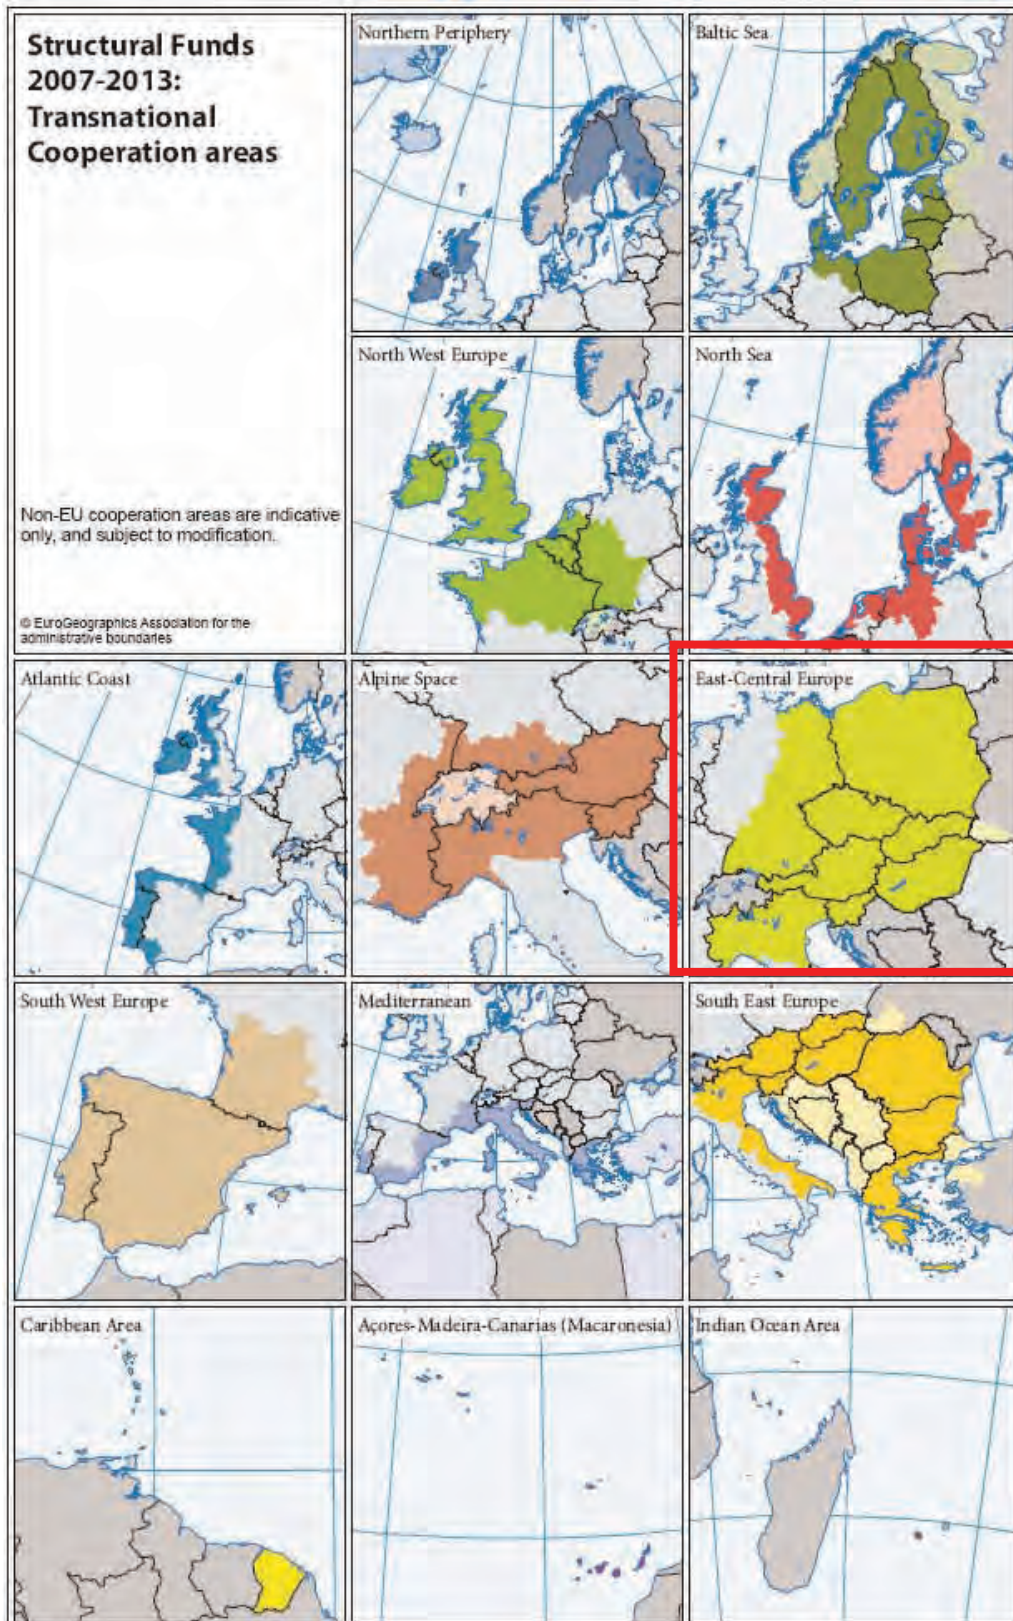 Structural Funds
2007-2013:
Transnational
Cooperation areas
Non-EU cooperation areas are indicative
only, and subject to modification.
© EuroGeographics Association for the
administrative boundaries
Northern Periphery
Baltic Sea
North West Europe
North Sea
Atlantic Coast
Alpine Space
East-Central Europe
South West Europe
Mediterranean
South East Europe
Caribbean Area
Açores-Madeira-Canarias (Macaronesia)
Indian Ocean Area